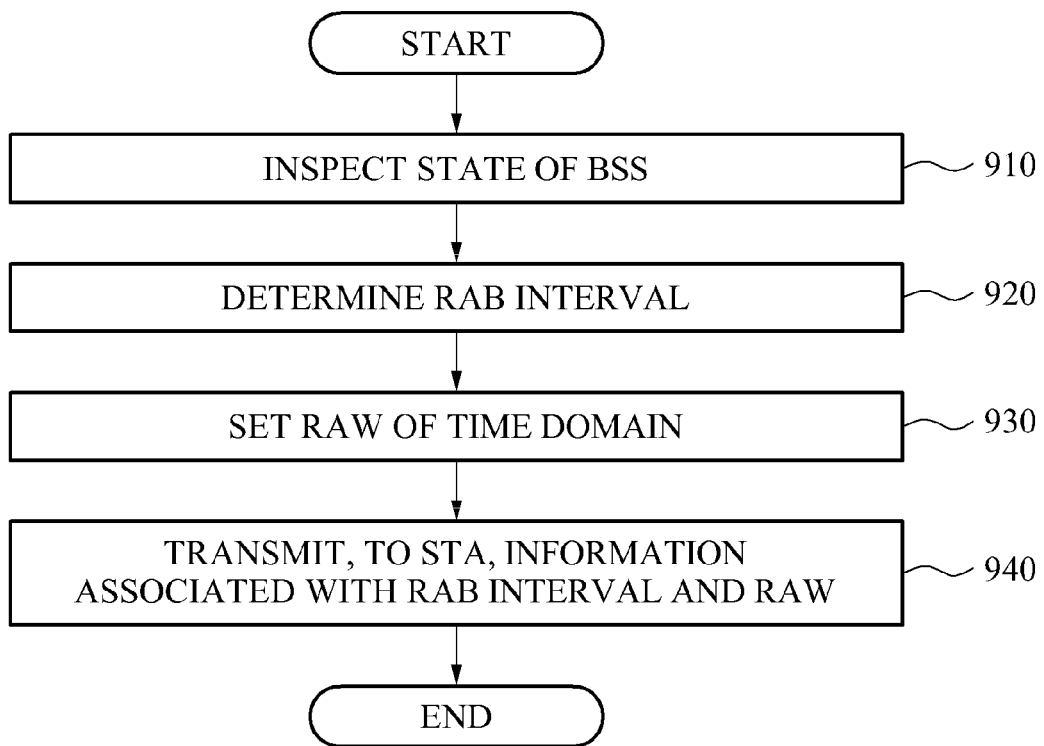 START
INSPECT STATE OF BSS
910
DETERMINE RAB INTERVAL
920
SET RAW OF TIME DOMAIN
930
TRANSMIT, TO STA, INFORMATION
ASSOCIATED WITH RAB INTERVAL AND RAW
940
END